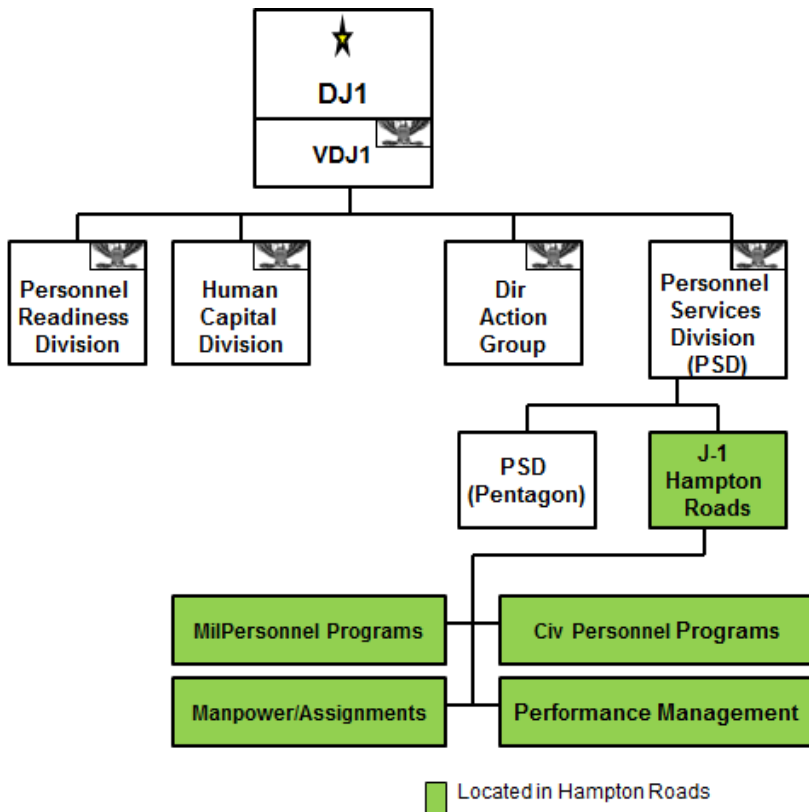 DJ1
VDJ1
Personnel
Readiness
Division
Human
Capital
Division
Dir
Action
Group
Personnel
Services
Division
(PSD)
PSD
(Pentagon)
J-1
Hampton
Roads
MilPersonnel Programs
Civ Personnel Programs
Manpower/Assignments
Performance Management
Located in Hampton Roads